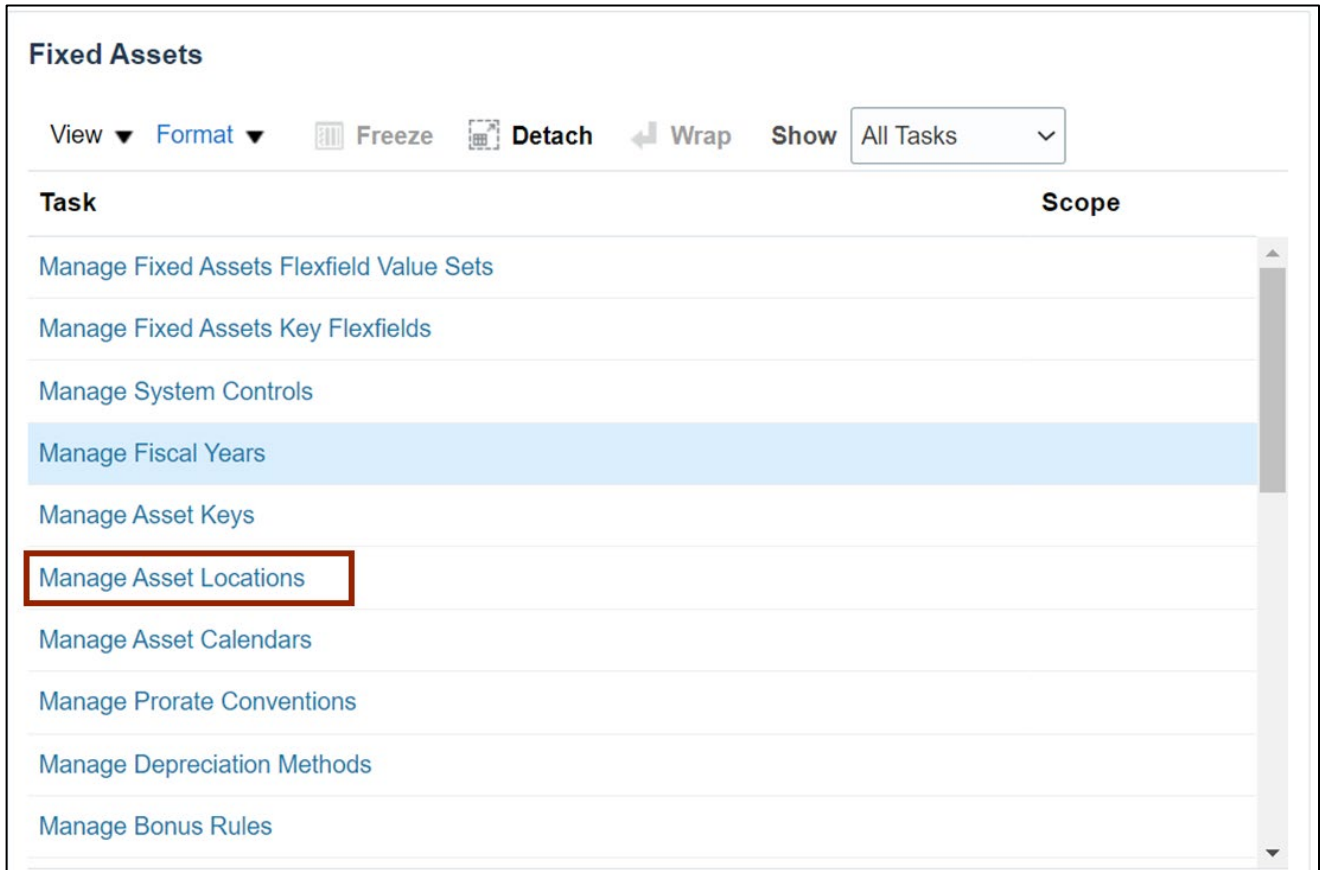 Fixed Assets
View Format Freeze Detach Wrap Show All Tasks
Task Scope
Manage Fixed Assets Flexfield Value Sets
Manage Fixed Assets Key Flexfields
Manage System Controls
Manage Fiscal Years
Manage Asset Keys
Manage Asset Locations
Manage Asset Calendars
Manage Prorate Conventions
Manage Depreciation Methods
Manage Bonus Rules